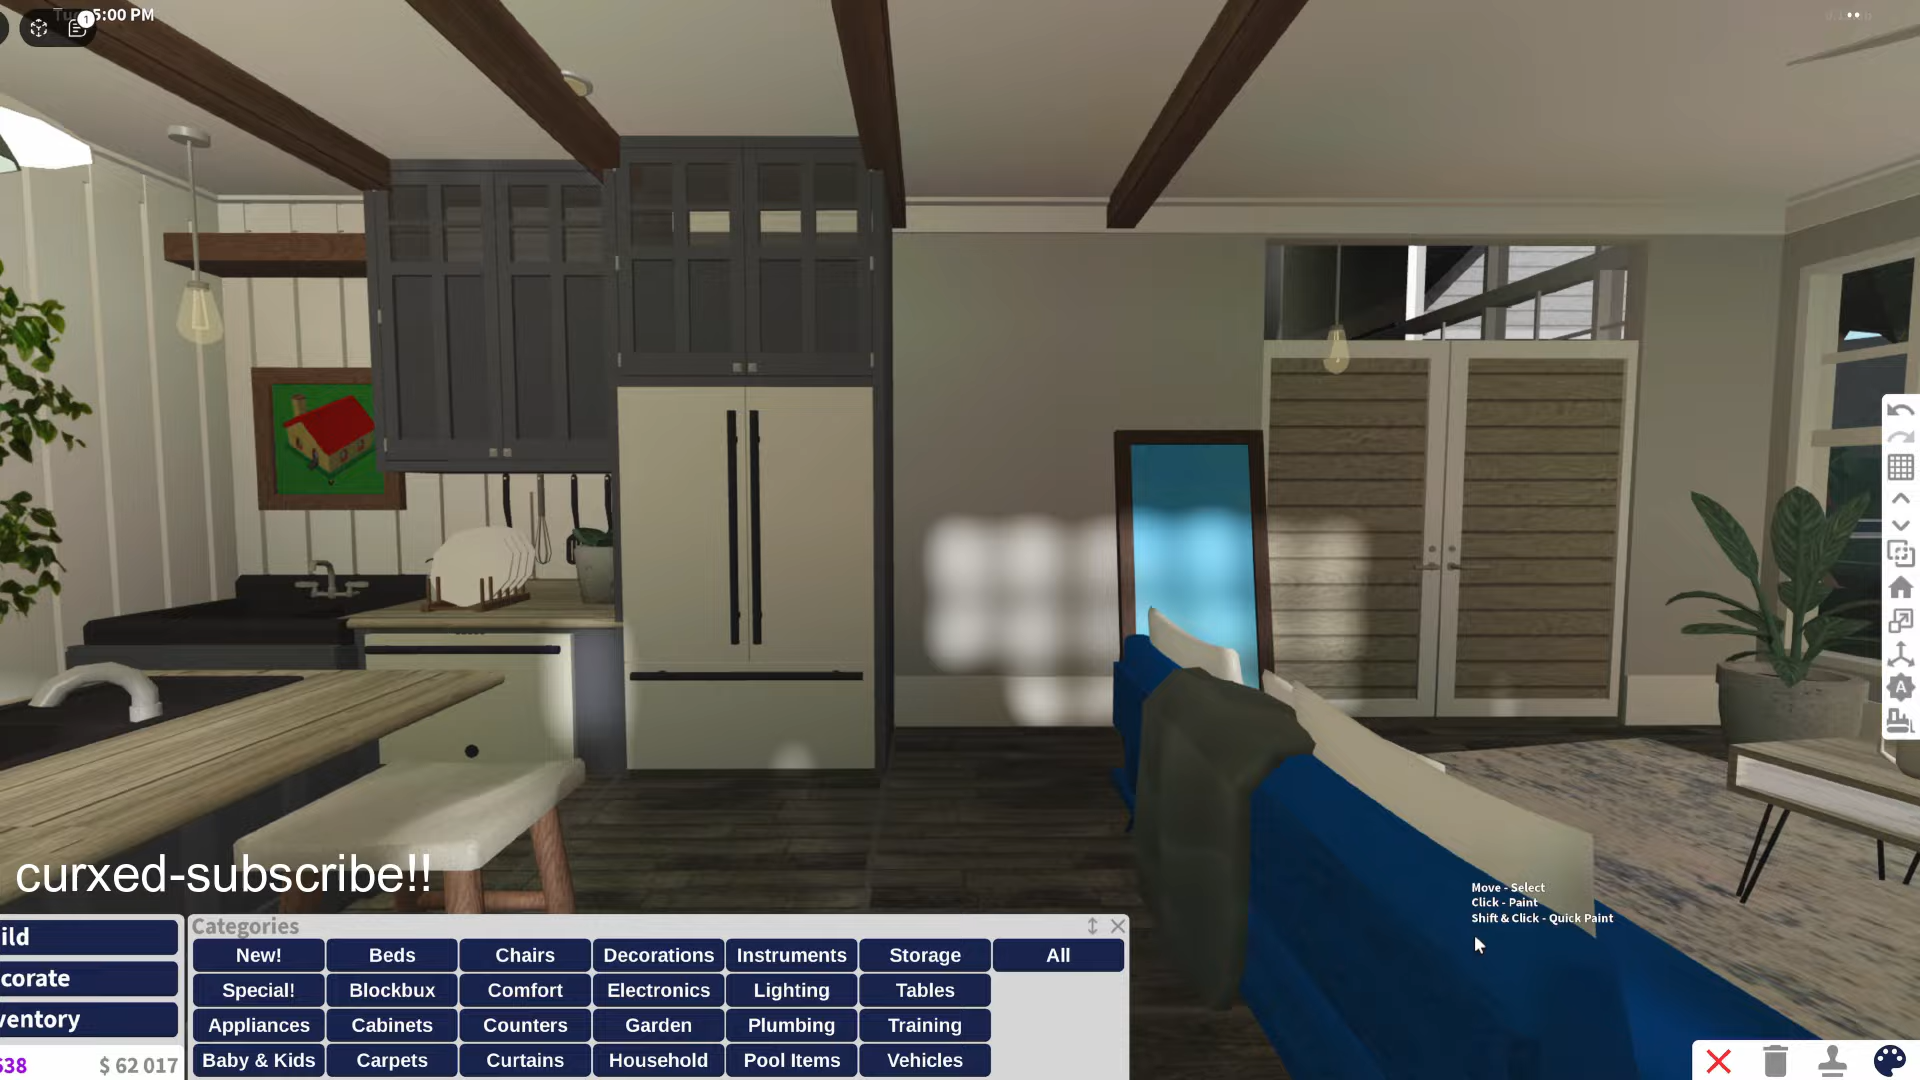 5:00 PM
1
curxed-subscribe!!
Move - Select
Click - Paint
Shift & Click - Quick Paint
ild
corate
ventory
638
$ 62 017
Categories
New!
Beds
Chairs
Decorations
Instruments
Storage
All
Special!
Blockbux
Comfort
Electronics
Lighting
Tables
Appliances
Cabinets
Counters
Garden
Plumbing
Training
Baby & Kids
Carpets
Curtains
Household
Pool Items
Vehicles
A